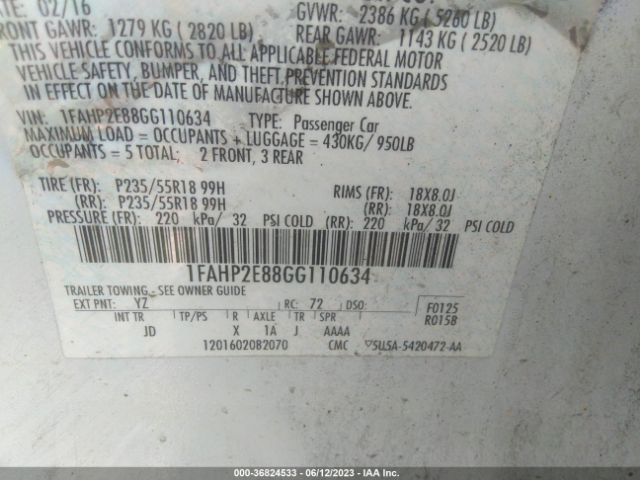 DATE: 02/16
GVWR: 2386 KG ( 5260 LB)
FRONT GAWR: 1279 KG ( 2820 LB)
REAR GAWR: 1143 KG ( 2520 LB)
THIS VEHICLE CONFORMS TO ALL APPLICABLE FEDERAL MOTOR
VEHICLE SAFETY, BUMPER, AND THEFT PREVENTION STANDARDS
IN EFFECT ON THE DATE OF MANUFACTURE SHOWN ABOVE.
VIN: 1FAHP2E88GG110634 TYPE: Passenger Car
MAXIMUM LOAD = OCCUPANTS + LUGGAGE = 430KG/ 950LB
OCCUPANTS = 5 TOTAL: 2 FRONT, 3 REAR
TIRE (FR): P235/55R18 99H RIMS (FR): 18X8.0J
(RR): P235/55R18 99H (RR): 18X8.0J
PRESSURE (FR): 220 kPa/ 32 PSI COLD (RR): 220 kPa/ 32 PSI COLD
1FAHP2E88GG110634
TRAILER TOWING - SEE OWNER GUIDE
EXT PNT: YZ RC: 72 DSO: F0125
INT TR TP/PS R AXLE TR SPR R015B
JD X 1A J AAAA
1201602082070 CMC 5U5A-5420472-AA
000-36824533 - 06/12/2023 - IAA Inc.